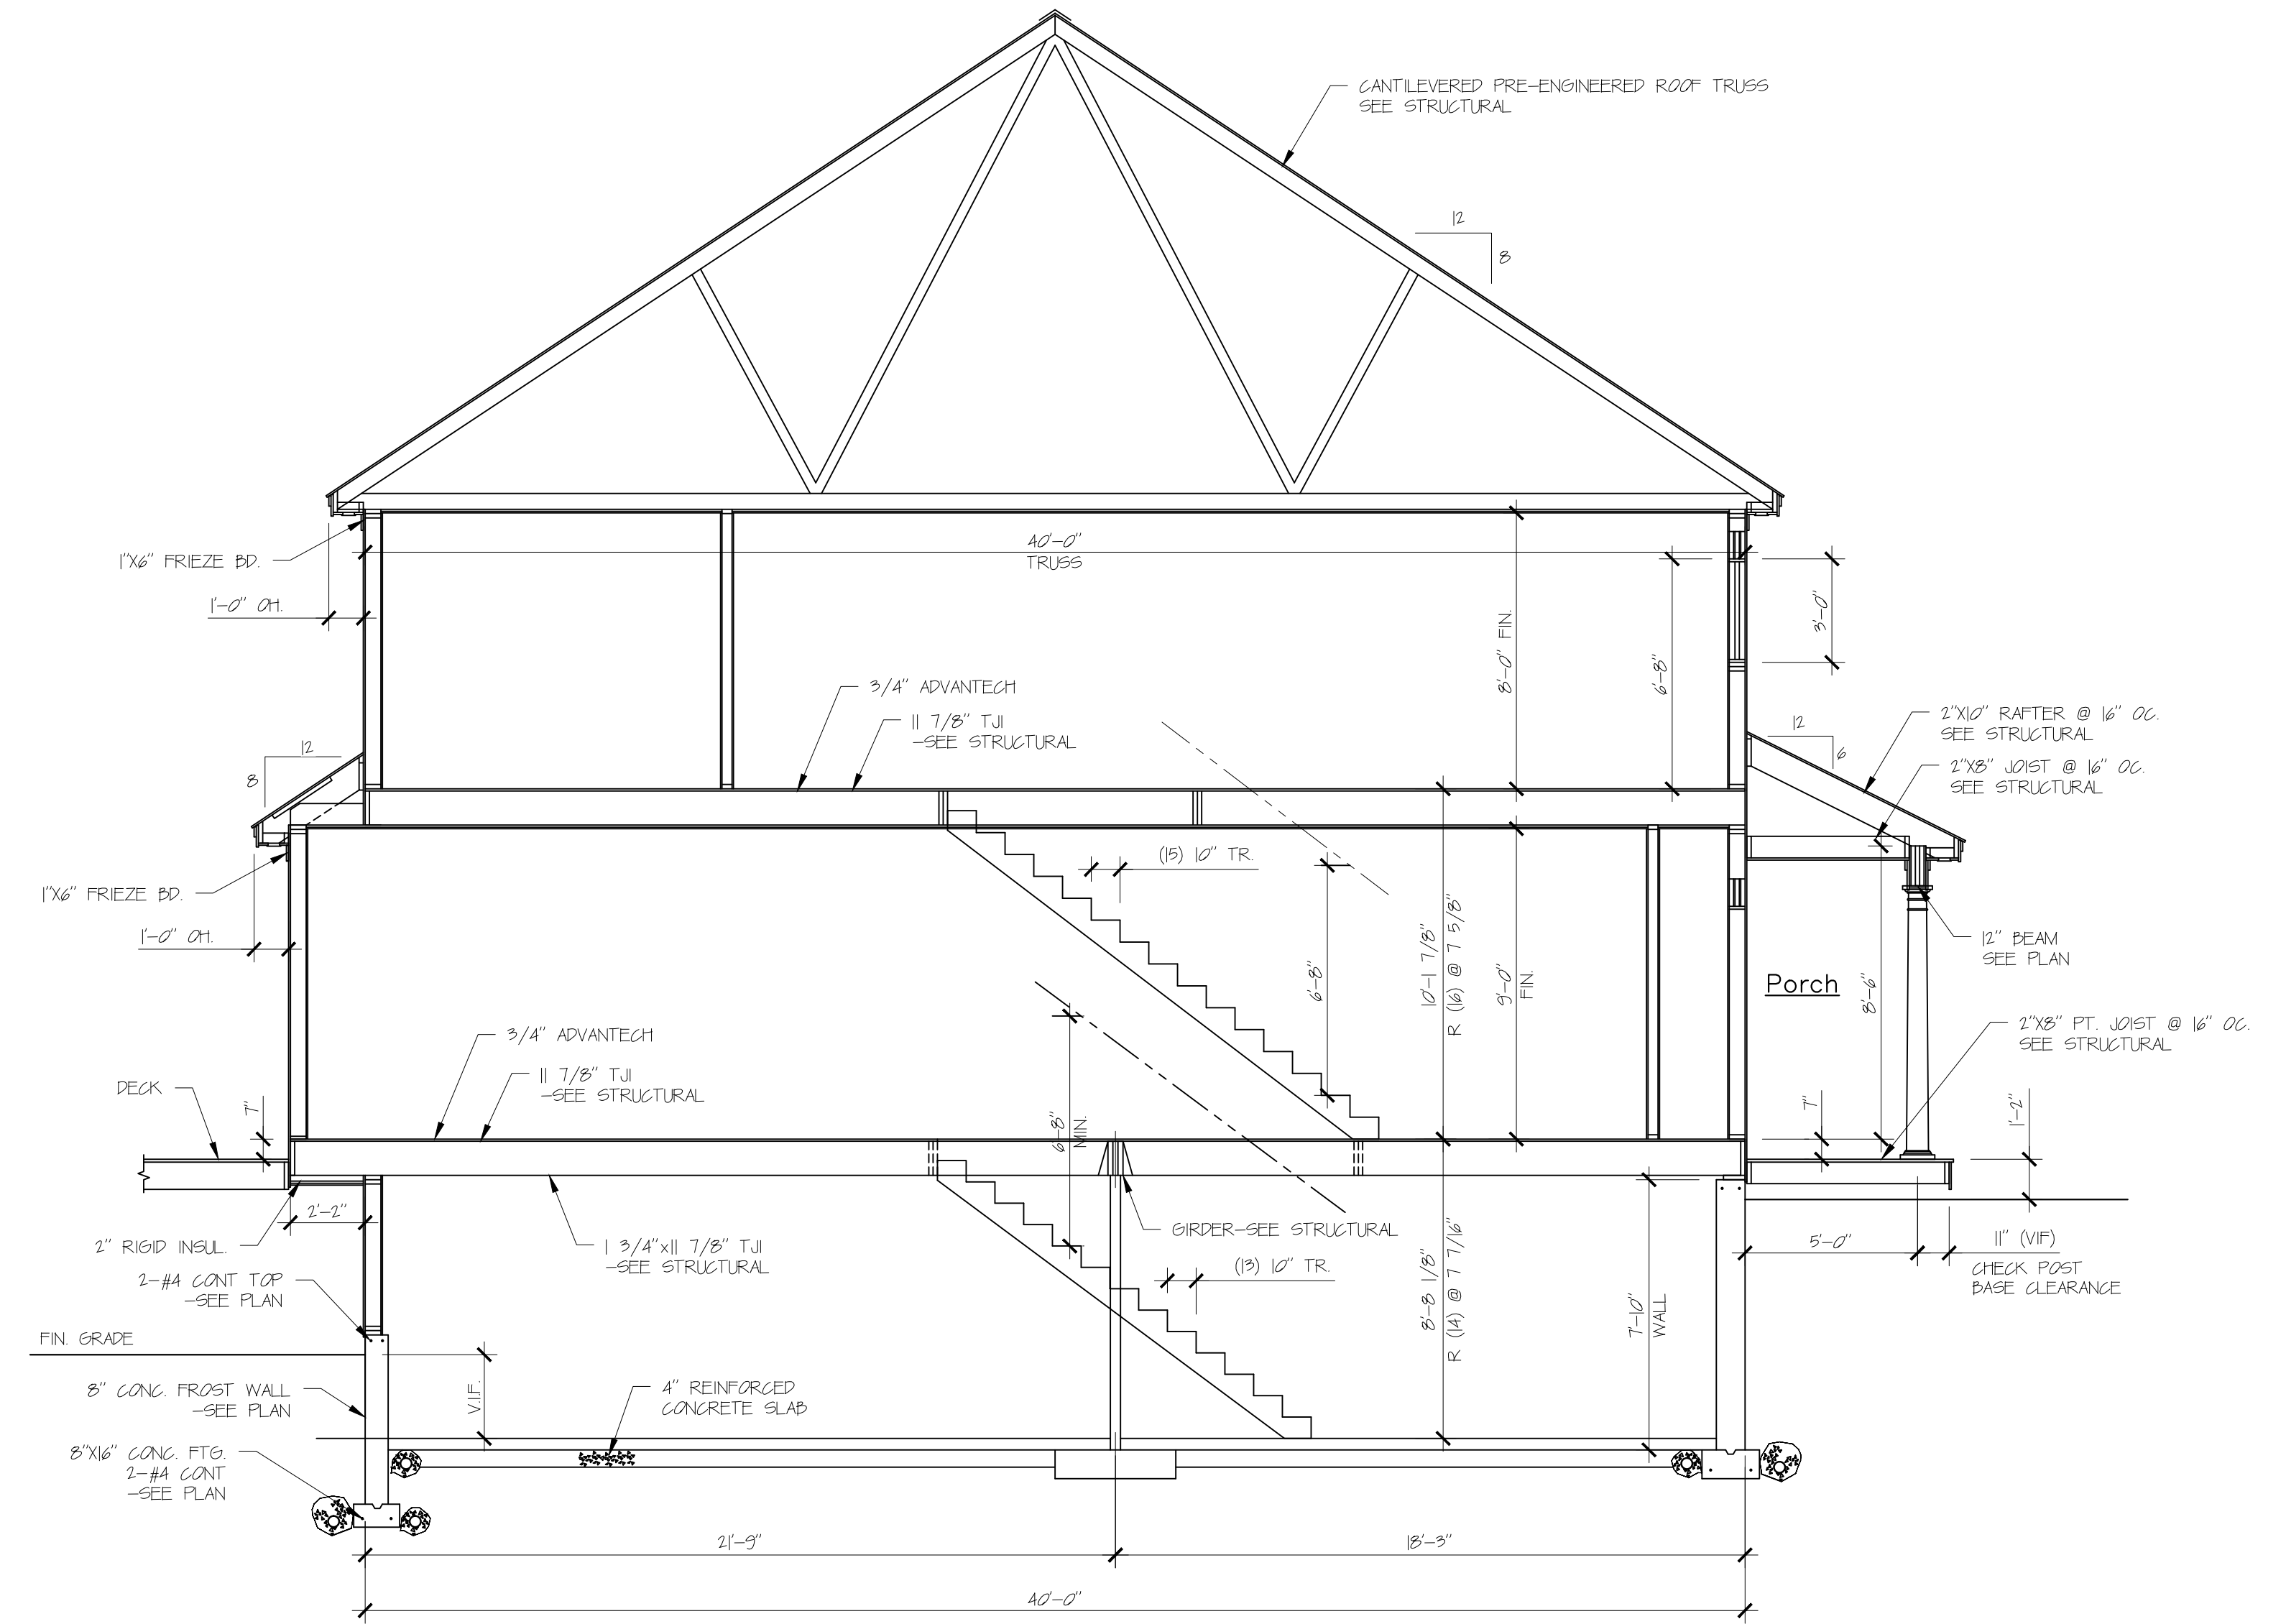 CANTILEVERED PRE-ENGINEERED ROOF TRUSS
SEE STRUCTURAL
12
8
1"X6" FRIEZE BD.
40'-0"
TRUSS
1'-0" OH.
8'-0" FIN.
6'-8"
3'-0"
3/4" ADVANTECH
11 7/8" TJI
-SEE STRUCTURAL
12
8
12
6
2"X10" RAFTER @ 16" OC.
SEE STRUCTURAL
2"X8" JOIST @ 16" OC.
SEE STRUCTURAL
(15) 10" TR.
1"X6" FRIEZE BD.
1'-0" OH.
6'-8"
10'-1 7/8"
R (16) @ 7 5/8"
9'-0"
FIN.
12" BEAM
SEE PLAN
Porch
8'-6"
2"X8" PT. JOIST @ 16" OC.
SEE STRUCTURAL
3/4" ADVANTECH
11 7/8" TJI
-SEE STRUCTURAL
DECK
7"
6'-8"
MIN.
7"
1'-2"
2'-2"
2" RIGID INSUL.
1 3/4"x11 7/8" TJI
-SEE STRUCTURAL
GIRDER-SEE STRUCTURAL
(13) 10" TR.
8'-8 1/8"
R (14) @ 7 7/16"
7'-10"
WALL
5'-0"
11" (VIF)
CHECK POST
BASE CLEARANCE
2-#4 CONT TOP
-SEE PLAN
FIN. GRADE
8" CONC. FROST WALL
-SEE PLAN
V.I.F.
4" REINFORCED
CONCRETE SLAB
8"X16" CONC. FTG.
2-#4 CONT
-SEE PLAN
21'-9"
18'-3"
40'-0"